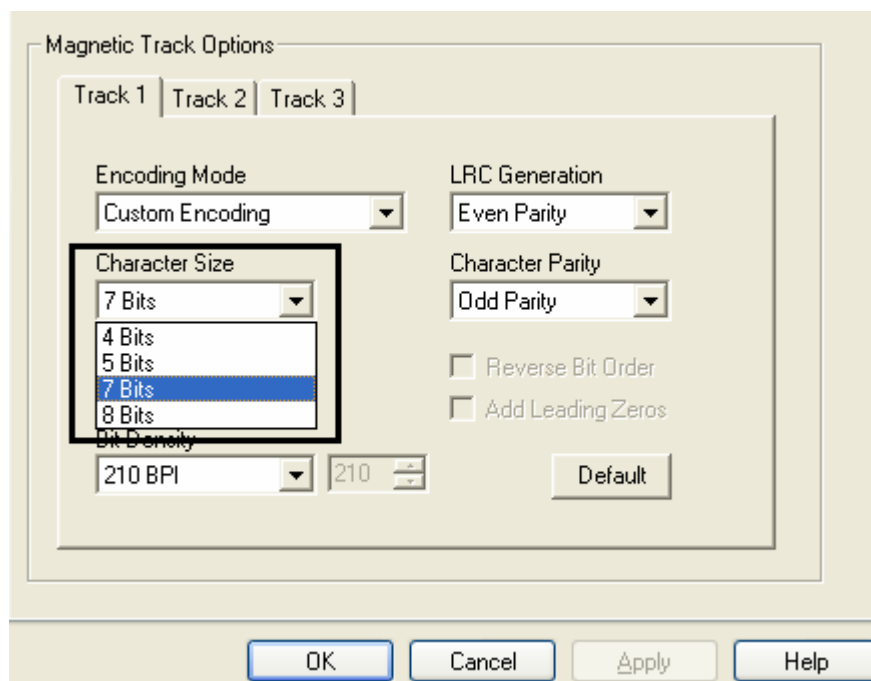 Magnetic Track Options
Track 1 Track 2 Track 3
Encoding Mode LRC Generation
Custom Encoding Even Parity
Character Size Character Parity
7 Bits Odd Parity
4 Bits
5 Bits
7 Bits Reverse Bit Order
8 Bits Add Leading Zeros
Bit Density
210 BPI 210 Default
OK Cancel Apply Help